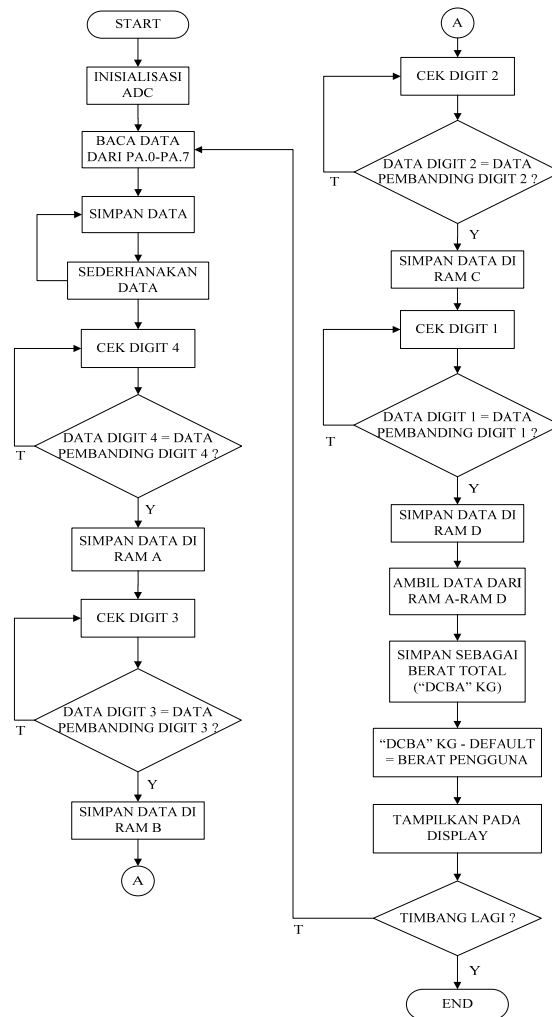 START
INISIALISASI
ADC
BACA DATA
DARI PA.0-PA.7
SIMPAN DATA
SEDERHANAKAN
DATA
CEK DIGIT 4
DATA DIGIT 4 = DATA
PEMBANDING DIGIT 4 ?
T
Y
SIMPAN DATA DI
RAM A
CEK DIGIT 3
DATA DIGIT 3 = DATA
PEMBANDING DIGIT 3 ?
T
Y
SIMPAN DATA DI
RAM B
A
A
CEK DIGIT 2
DATA DIGIT 2 = DATA
PEMBANDING DIGIT 2 ?
T
Y
SIMPAN DATA DI
RAM C
CEK DIGIT 1
DATA DIGIT 1 = DATA
PEMBANDING DIGIT 1 ?
T
Y
SIMPAN DATA DI
RAM D
AMBIL DATA DARI
RAM A-RAM D
SIMPAN SEBAGAI
BERAT TOTAL
(“DCBA” KG)
“DCBA” KG - DEFAULT
= BERAT PENGGUNA
TAMPILKAN PADA
DISPLAY
TIMBANG LAGI ?
T
Y
END